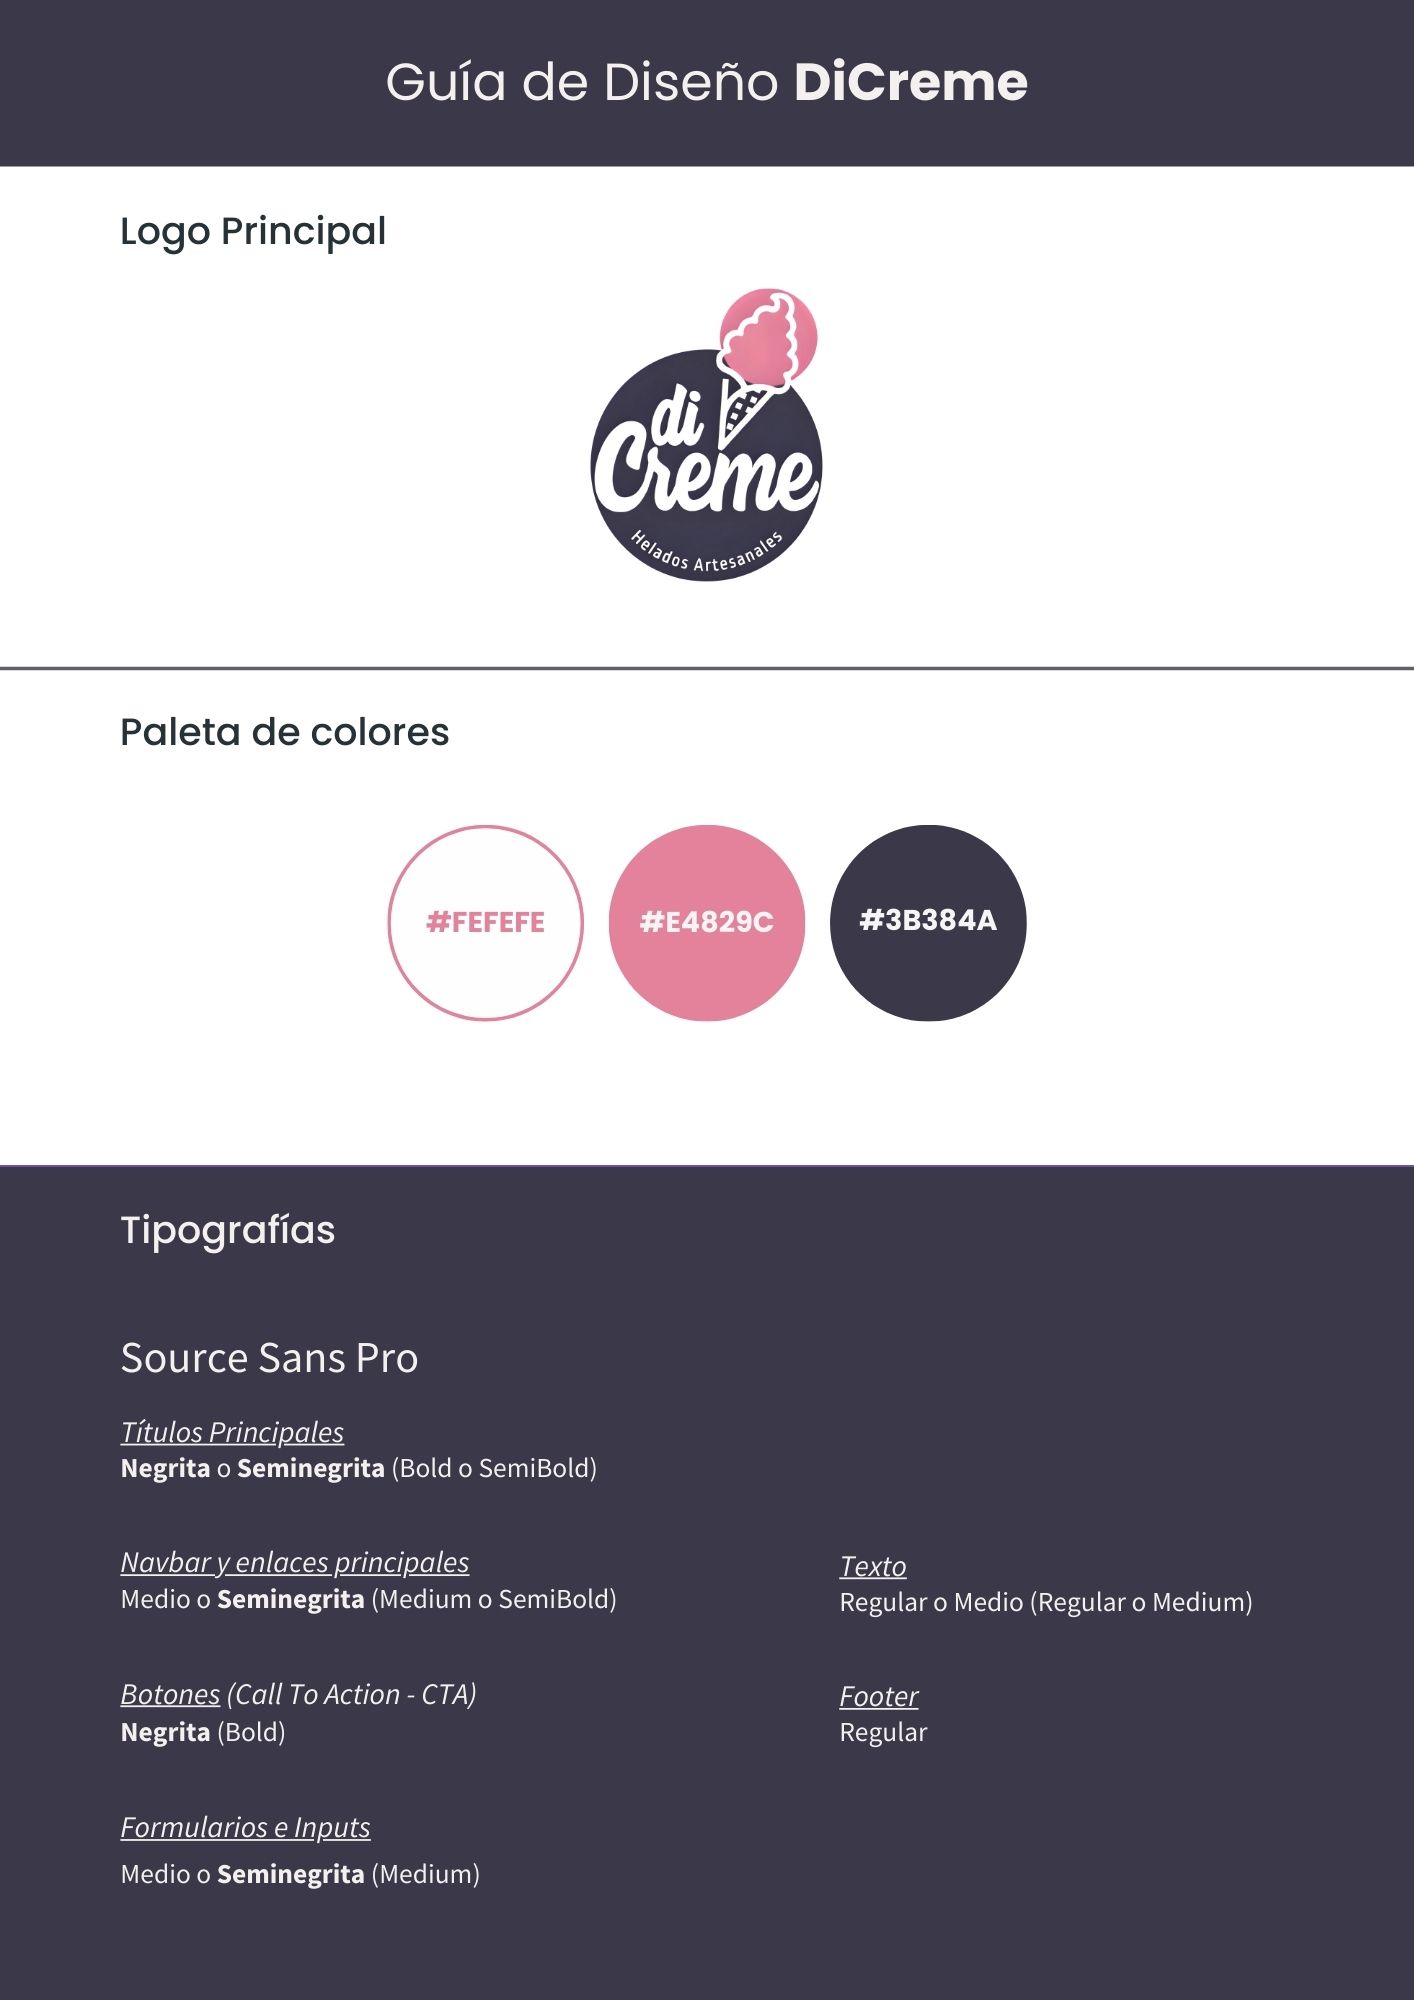 Guía de Diseño DiCreme
Logo Principal
di
Creme
Helados Artesanales
Paleta de colores
#FEFEFE
#E4829C
#3B384A
Tipografías
Source Sans Pro
Títulos Principales
Negrita o Seminegrita (Bold o SemiBold)
Navbar y enlaces principales
Medio o Seminegrita (Medium o SemiBold)
Botones (Call To Action - CTA)
Negrita (Bold)
Formularios e Inputs
Medio o Seminegrita (Medium)
Texto
Regular o Medio (Regular o Medium)
Footer
Regular